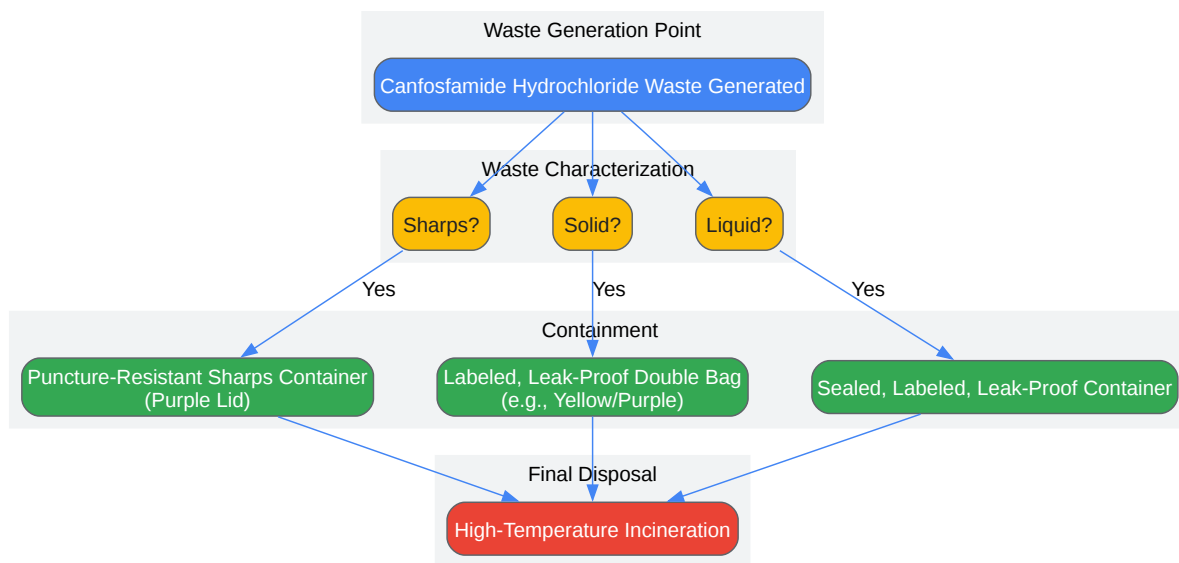 Waste Generation Point
Canfosfamide Hydrochloride Waste Generated
Waste Characterization
Sharps?
Solid?
Liquid?
Yes
Yes
Yes
Containment
Puncture-Resistant Sharps Container
(Purple Lid)
Labeled, Leak-Proof Double Bag
(e.g., Yellow/Purple)
Sealed, Labeled, Leak-Proof Container
Final Disposal
High-Temperature Incineration